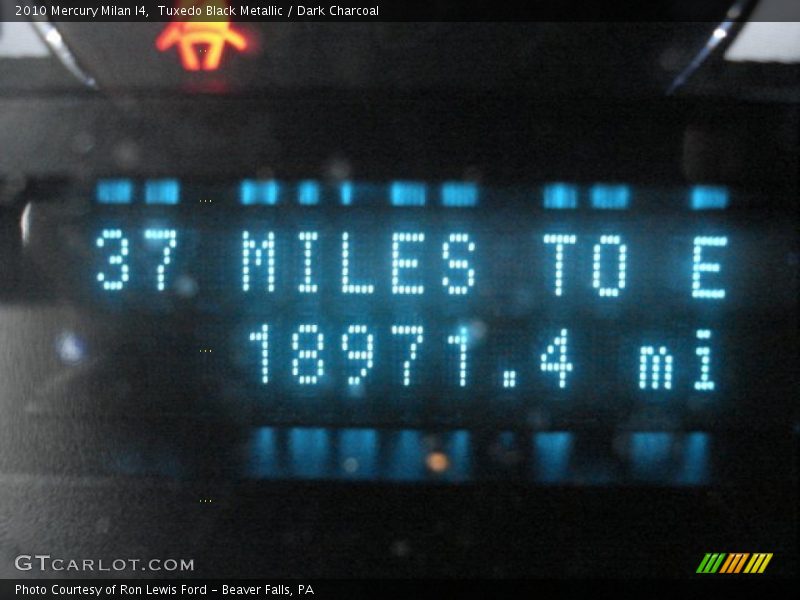 2010 Mercury Milan I4, Tuxedo Black Metallic / Dark Charcoal
37 MILES TO E
18971.4 mi
GTCARLOT.COM
Photo Courtesy of Ron Lewis Ford - Beaver Falls, PA